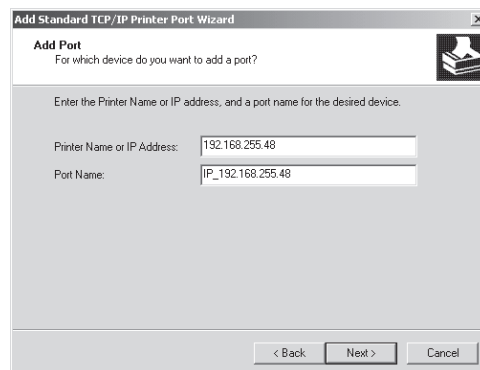 Add Standard TCP/IP Printer Port Wizard
Add Port
For which device do you want to add a port?
Enter the Printer Name or IP address, and a port name for the desired device.
Printer Name or IP Address: 192.168.255.48
Port Name: IP_192.168.255.48
< Back Next > Cancel